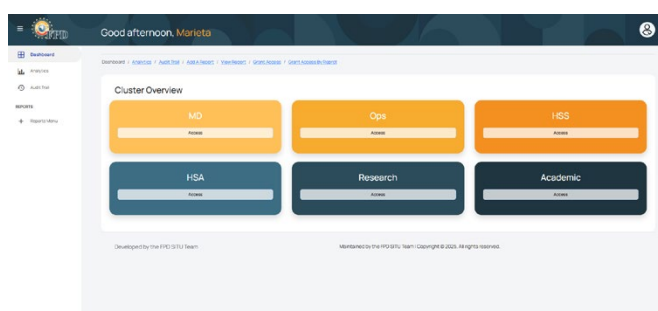 FPD
Good afternoon, Marieta
Dashboard
Analytics
Audit Trail
REPORTS
Reports Menu
Dashboard / Analytics / Audit Trail / Add A Report / View Report / Grant Access / Grant Access By Report
Cluster Overview
MD
Access
Ops
Access
HSS
Access
HSA
Access
Research
Access
Academic
Access
Developed by the FPD SITU Team
Maintained by the FPD SITU Team | Copyright © 2023. All rights reserved.